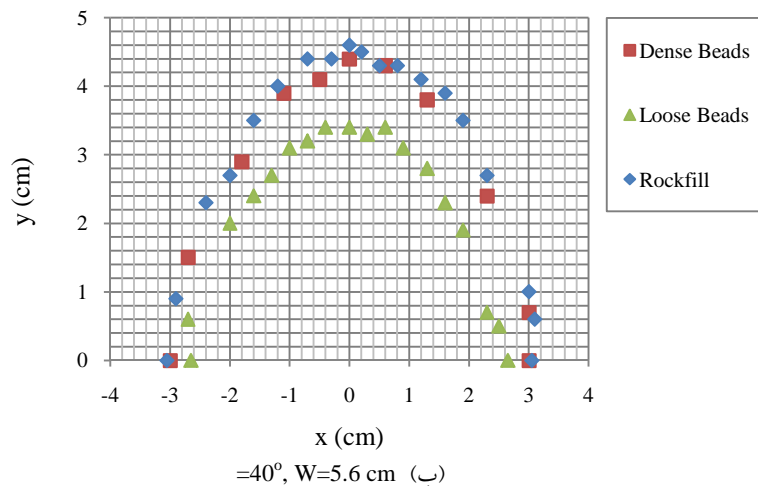 5
4
3
2
1
0
-4 -3 -2 -1 0 1 2 3 4
y (cm)
x (cm)
Dense Beads
Loose Beads
Rockfill
=40°, W=5.6 cm (ب)